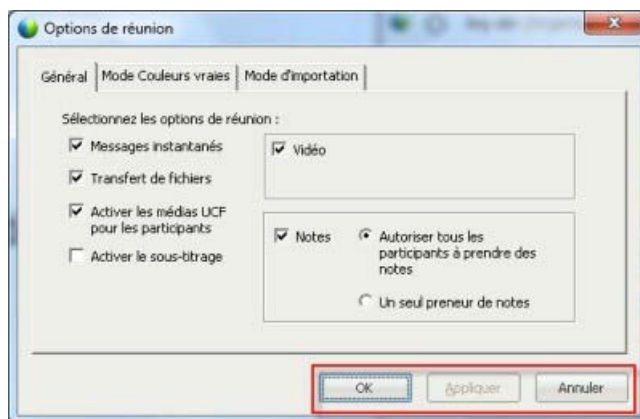 Options de réunion
Général
Mode Couleurs vraies
Mode d'importation
Sélectionnez les options de réunion :
Messages instantanés
Vidéo
Transfert de fichiers
Activer les médias UCF
pour les participants
Activer le sous-titrage
Notes
Autoriser tous les
participants à prendre des
notes
Un seul preneur de notes
OK
Appliquer
Annuler